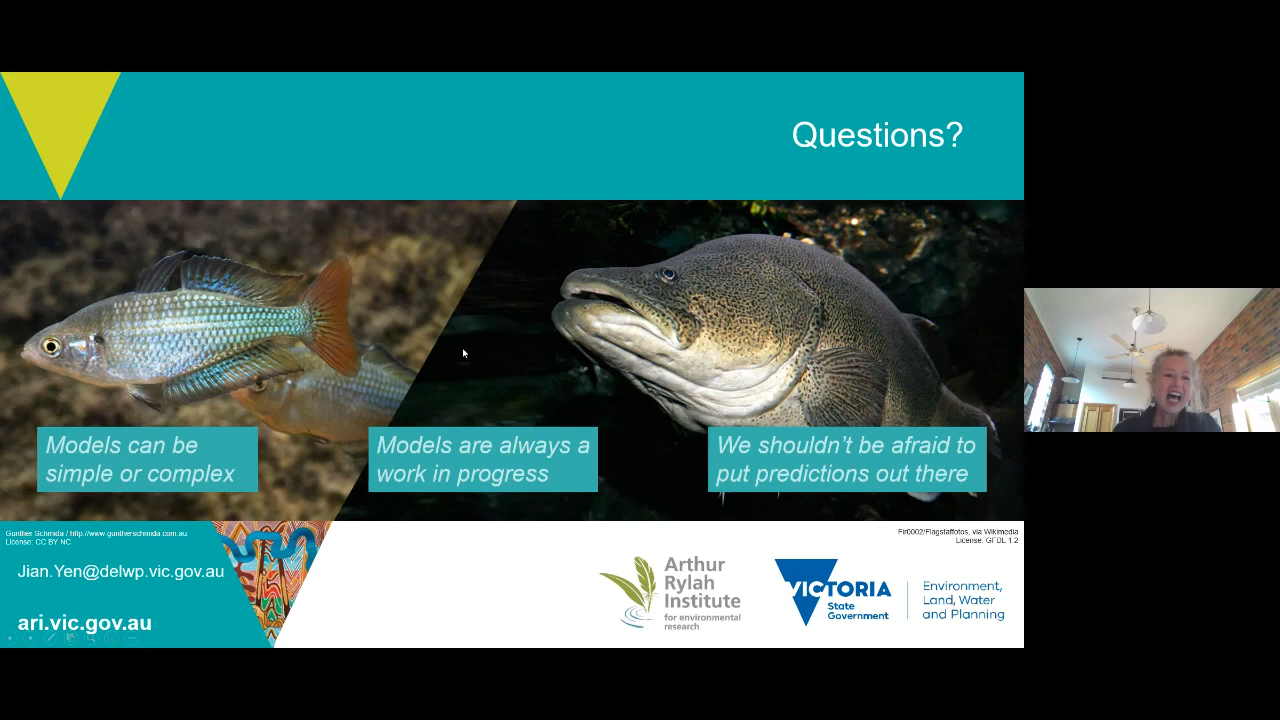 Questions?
Models can be
simple or complex
Models are always a
work in progress
We shouldn't be afraid to
put predictions out there
Gunther Schmida / http://www.guntherschmida.com.au
License: CC BY NC
Fir0002/Flagstaffotos, via Wikimedia
License: GFDL 1.2
Jian.Yen@delwp.vic.gov.au
ari.vic.gov.au
Arthur
Rylah
Institute
for environmental
research
VICTORIA
State
Government
Environment,
Land, Water
and Planning